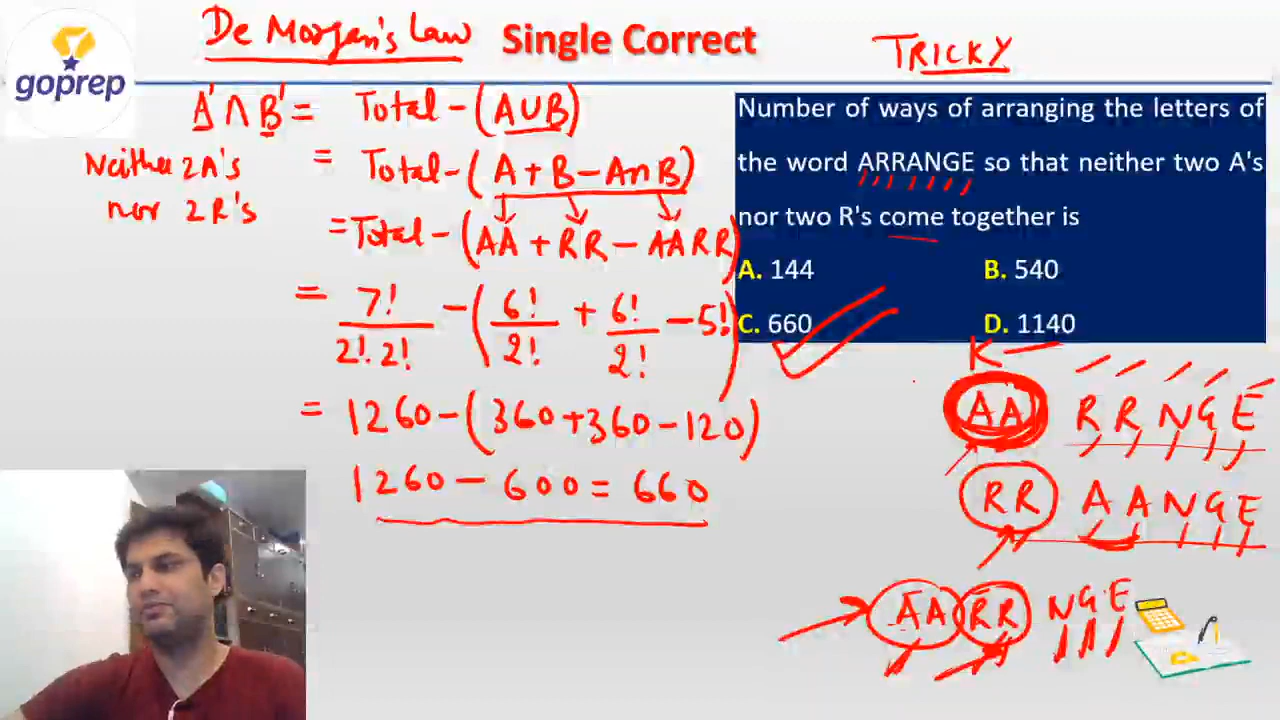 De Morgan's Law
Single Correct
TRICKY
goprep
A' ∩ B' = Total - (A∪B)
Neither 2A's
nor 2R's
= Total - (A + B - A∩B)
= Total - (AA + RR - AARR)
= 7!/2!.2! - (6!/2! + 6!/2! - 5!)
= 1260 - (360 + 360 - 120)
1260 - 600 = 660
Number of ways of arranging the letters of
the word ARRANGE so that neither two A's
nor two R's come together is
A. 144 B. 540
C. 660 D. 1140
AA R R N G E
RR A A N G E
AA RR N G E